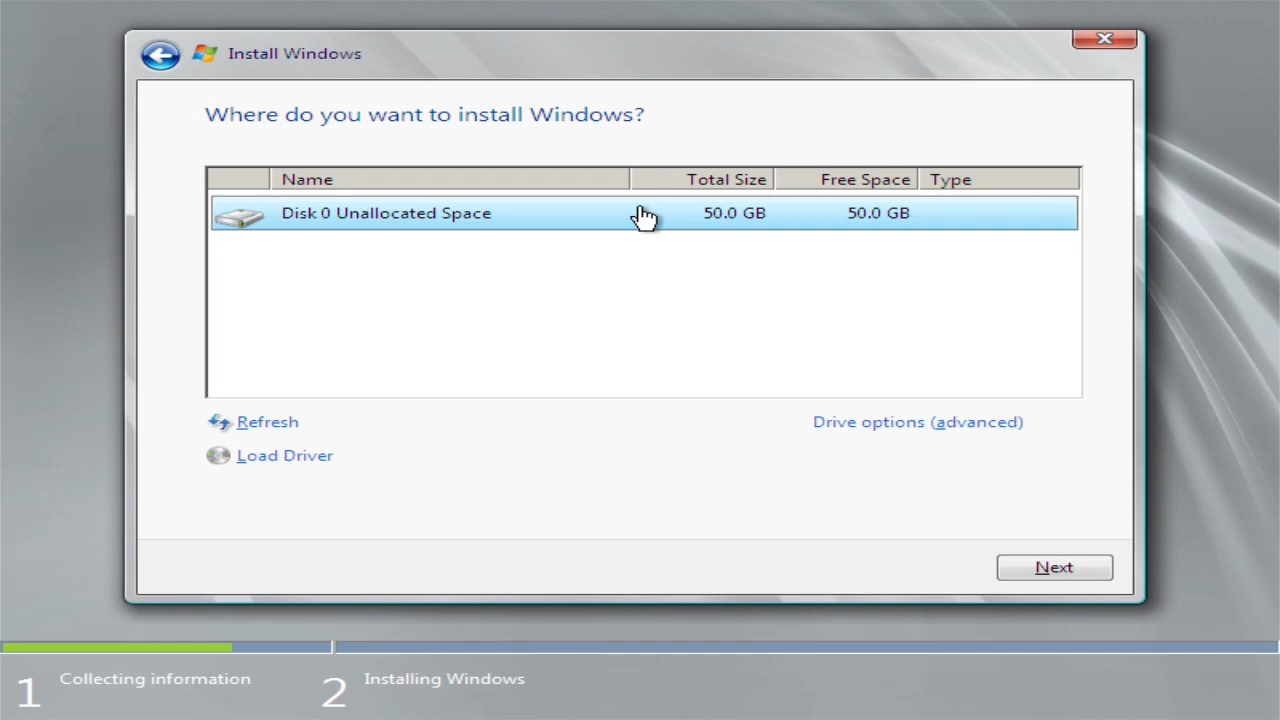 Install Windows
Where do you want to install Windows?
Name Total Size Free Space Type
Disk 0 Unallocated Space 50.0 GB 50.0 GB
Refresh Drive options (advanced)
Load Driver
Next
1 Collecting information 2 Installing Windows